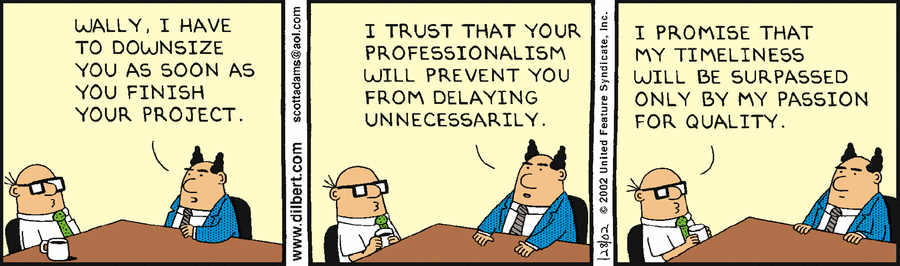 WALLY, I HAVE
TO DOWNSIZE
YOU AS SOON AS
YOU FINISH
YOUR PROJECT.
www.dilbert.com scottadams@aol.com
I TRUST THAT YOUR
PROFESSIONALISM
WILL PREVENT YOU
FROM DELAYING
UNNECESSARILY.
© 2002 United Feature Syndicate, Inc.
I PROMISE THAT
MY TIMELINESS
WILL BE SURPASSED
ONLY BY MY PASSION
FOR QUALITY.